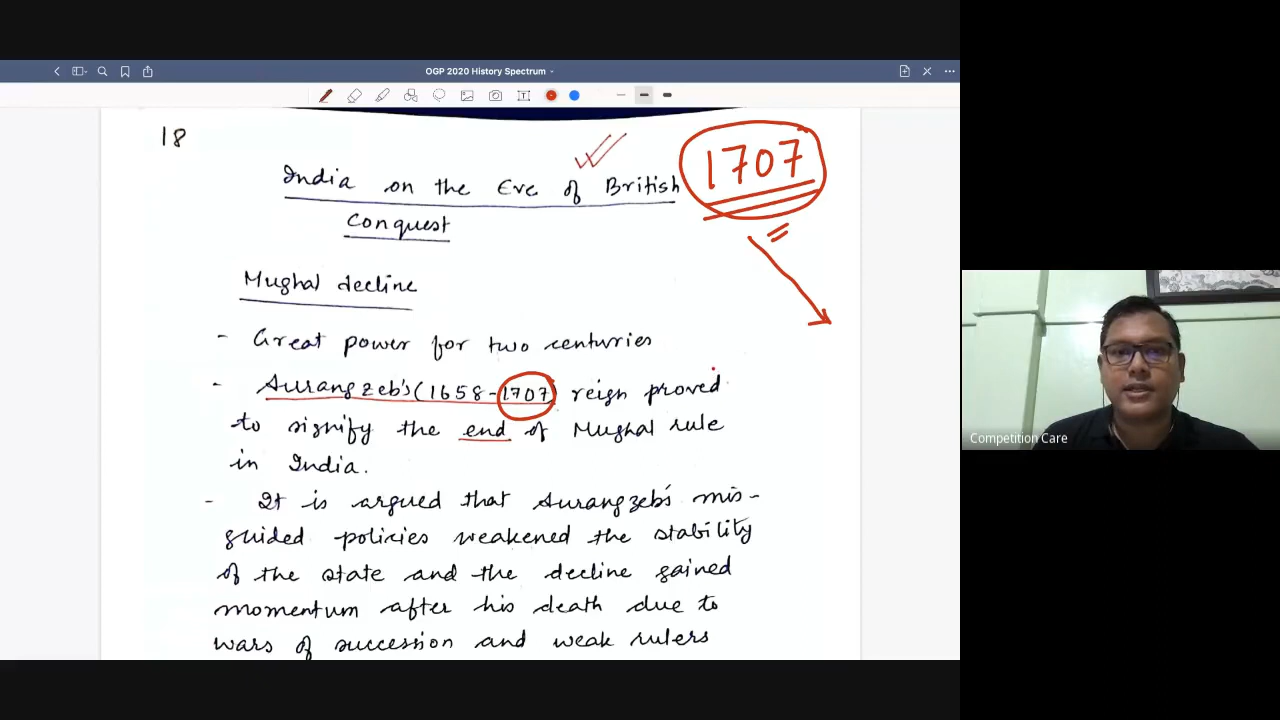 OGP 2020 History Spectrum
18
India on the Eve of British
Conquest
1707
Mughal decline
- Great power for two centuries
- Aurangzeb's (1658-1707) reign proved
to signify the end of Mughal rule
in India.
- It is argued that Aurangzeb's mis-
guided policies weakened the stability
of the state and the decline gained
momentum after his death due to
wars of succession and weak rulers
Competition Care